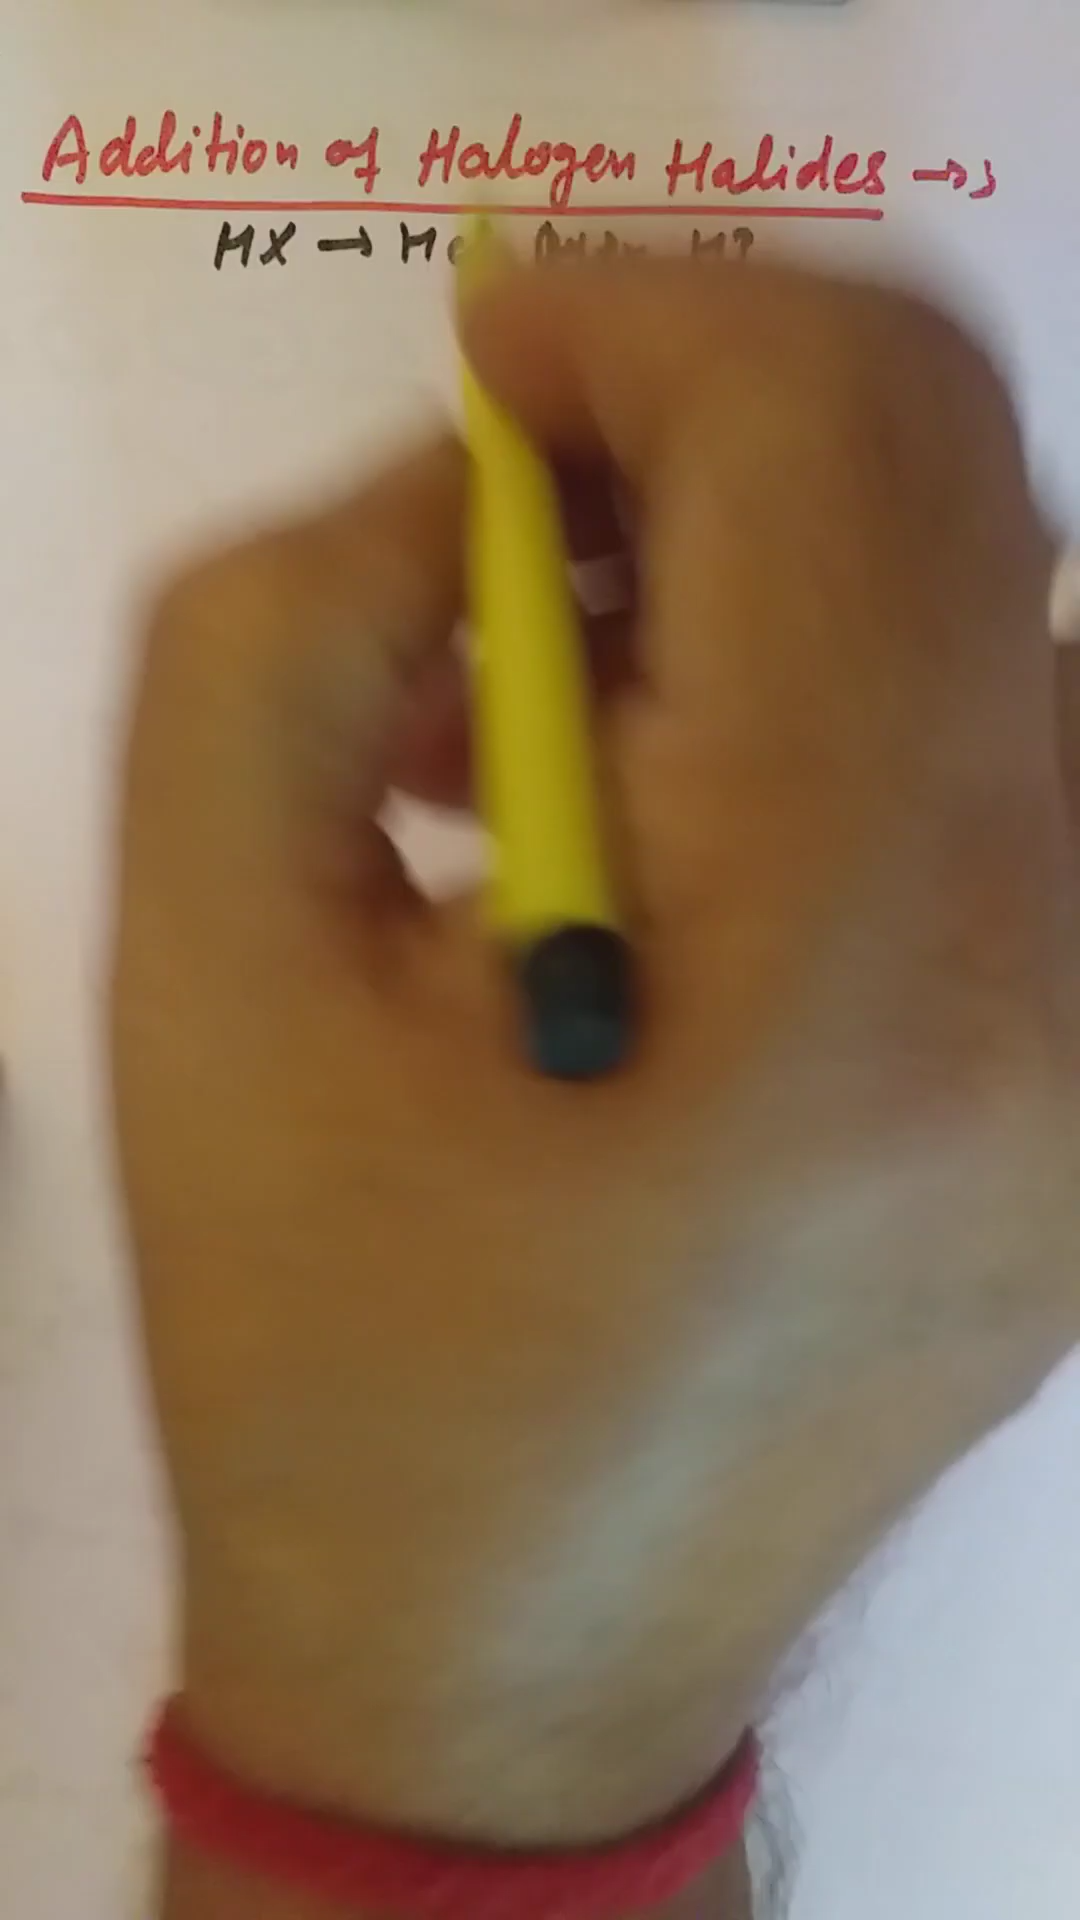 Addition of Halogen Halides →
HX →